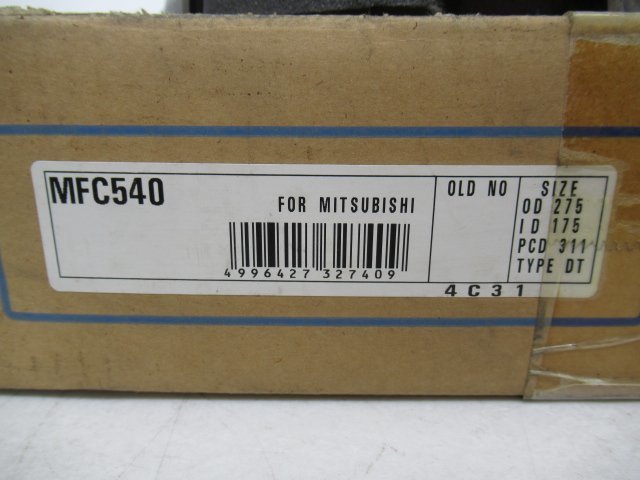 MFC540
FOR MITSUBISHI
4996427 327409
OLD NO
SIZE
OD 275
ID 175
PCD 311
TYPE DT
4C31